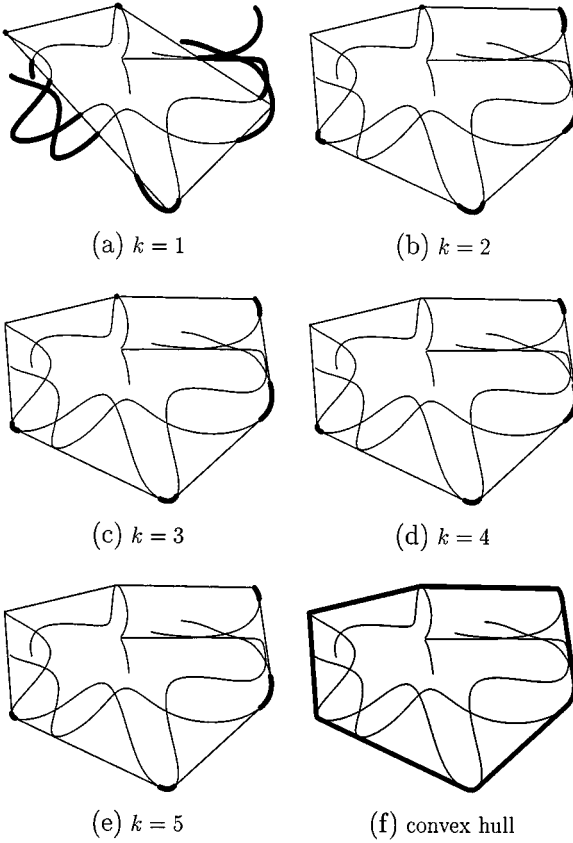 (a) k = 1
(b) k = 2
(c) k = 3
(d) k = 4
(e) k = 5
(f) convex hull